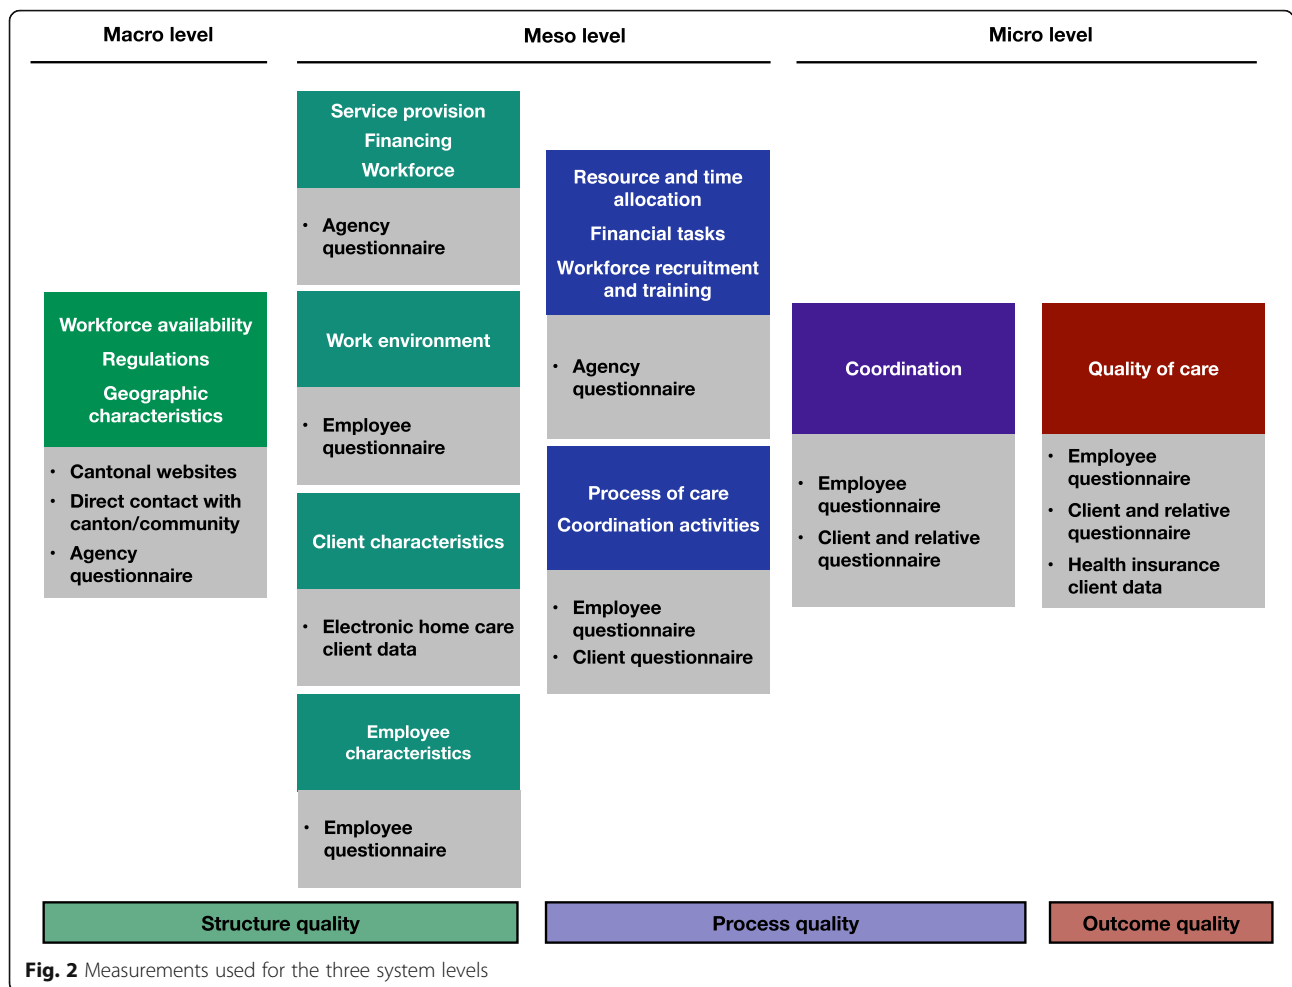 Macro level
Meso level
Micro level
Workforce availability
Regulations
Geographic
characteristics
• Cantonal websites
• Direct contact with
canton/community
• Agency
questionnaire
Service provision
Financing
Workforce
• Agency
questionnaire
Work environment
• Employee
questionnaire
Client characteristics
• Electronic home care
client data
Employee
characteristics
• Employee
questionnaire
Resource and time
allocation
Financial tasks
Workforce recruitment
and training
• Agency
questionnaire
Process of care
Coordination activities
• Employee
questionnaire
• Client questionnaire
Coordination
• Employee
questionnaire
• Client and relative
questionnaire
Quality of care
• Employee
questionnaire
• Client and relative
questionnaire
• Health insurance
client data
Structure quality
Process quality
Outcome quality
Fig. 2 Measurements used for the three system levels